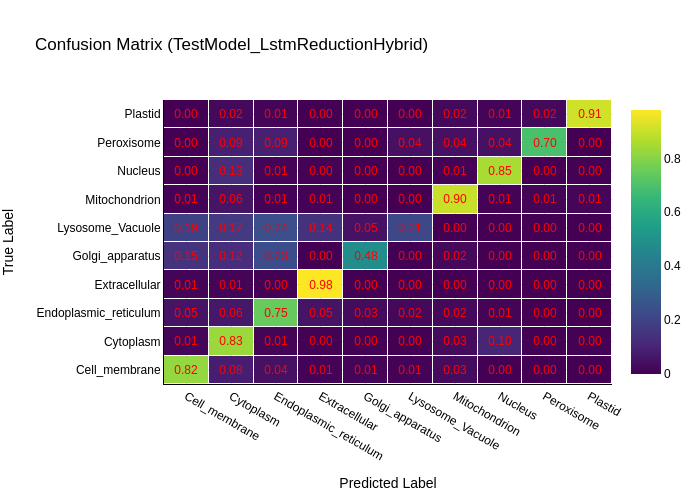 Confusion Matrix (TestModel_LstmReductionHybrid)
True Label
Plastid 0.00 0.02 0.01 0.00 0.00 0.00 0.02 0.01 0.02 0.91
Peroxisome 0.00 0.09 0.09 0.00 0.00 0.04 0.04 0.04 0.70 0.00
Nucleus 0.00 0.13 0.01 0.00 0.00 0.00 0.01 0.85 0.00 0.00
Mitochondrion 0.01 0.06 0.01 0.01 0.00 0.00 0.90 0.01 0.01 0.01
Lysosome_Vacuole 0.19 0.17 0.14 0.05 0.00 0.00 0.00 0.00
Golgi_apparatus 0.15 0.12 0.00 0.48 0.00 0.02 0.00 0.00 0.00
Extracellular 0.01 0.01 0.00 0.98 0.00 0.00 0.00 0.00 0.00 0.00
Endoplasmic_reticulum 0.05 0.06 0.75 0.05 0.03 0.02 0.02 0.01 0.00 0.00
Cytoplasm 0.01 0.83 0.01 0.00 0.00 0.00 0.03 0.10 0.00 0.00
Cell_membrane 0.82 0.08 0.04 0.01 0.01 0.01 0.03 0.00 0.00 0.00
Cell_membrane Cytoplasm Endoplasmic_reticulum Extracellular Golgi_apparatus Lysosome_Vacuole Mitochondrion Nucleus Peroxisome Plastid
Predicted Label
0.8
0.6
0.4
0.2
0